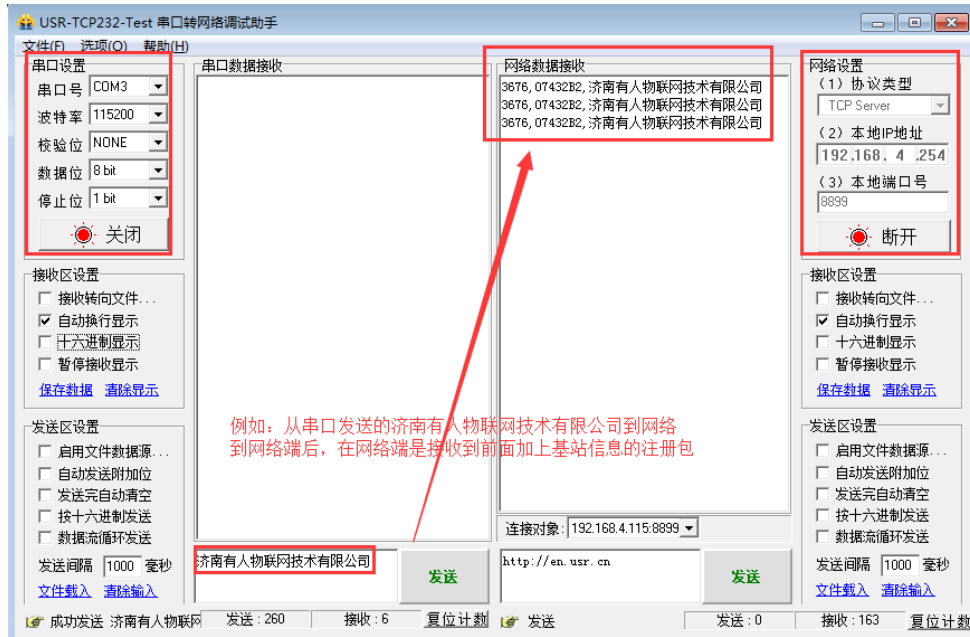 USR-TCP232-Test 串口转网络调试助手
文件(F) 选项(O) 帮助(H)
串口设置
串口号 COM3
波特率 115200
校验位 NONE
数据位 8 bit
停止位 1 bit
关闭
接收区设置
接收转向文件...
自动换行显示
十六进制显示
暂停接收显示
保存数据 清除显示
发送区设置
启用文件数据源...
自动发送附加位
发送完自动清空
按十六进制发送
数据流循环发送
发送间隔 1000 毫秒
文件载入 清除输入
串口数据接收
例如：从串口发送的济南有人物联网技术有限公司到网络
到网络端后，在网络端是接收到前面加上基站信息的注册包
济南有人物联网技术有限公司
发送
网络数据接收
3676,07432B2,济南有人物联网技术有限公司
3676,07432B2,济南有人物联网技术有限公司
3676,07432B2,济南有人物联网技术有限公司
连接对象：192.168.4.115:8899
http://en.usr.cn
发送
网络设置
（1）协议类型
TCP Server
（2）本地IP地址
192.168. 4 .254
（3）本地端口号
8899
断开
接收区设置
接收转向文件...
自动换行显示
十六进制显示
暂停接收显示
保存数据 清除显示
发送区设置
启用文件数据源...
自动发送附加位
发送完自动清空
按十六进制发送
数据流循环发送
发送间隔 1000 毫秒
文件载入 清除输入
成功发送 济南有人物联网 发送：260 接收：6 复位计数
发送 发送：0 接收：163 复位计数